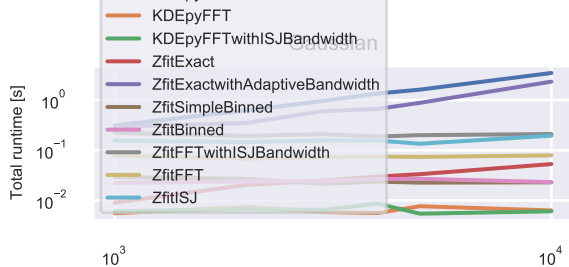 KDEpyFFT
KDEpyFFTwithISJBandwidth
Gaussian
ZfitExact
ZfitExactwithAdaptiveBandwidth
ZfitSimpleBinned
ZfitBinned
ZfitFFTwithISJBandwidth
ZfitFFT
ZfitISJ
Total runtime [s]
10⁰
10⁻¹
10⁻²
10³
10⁴